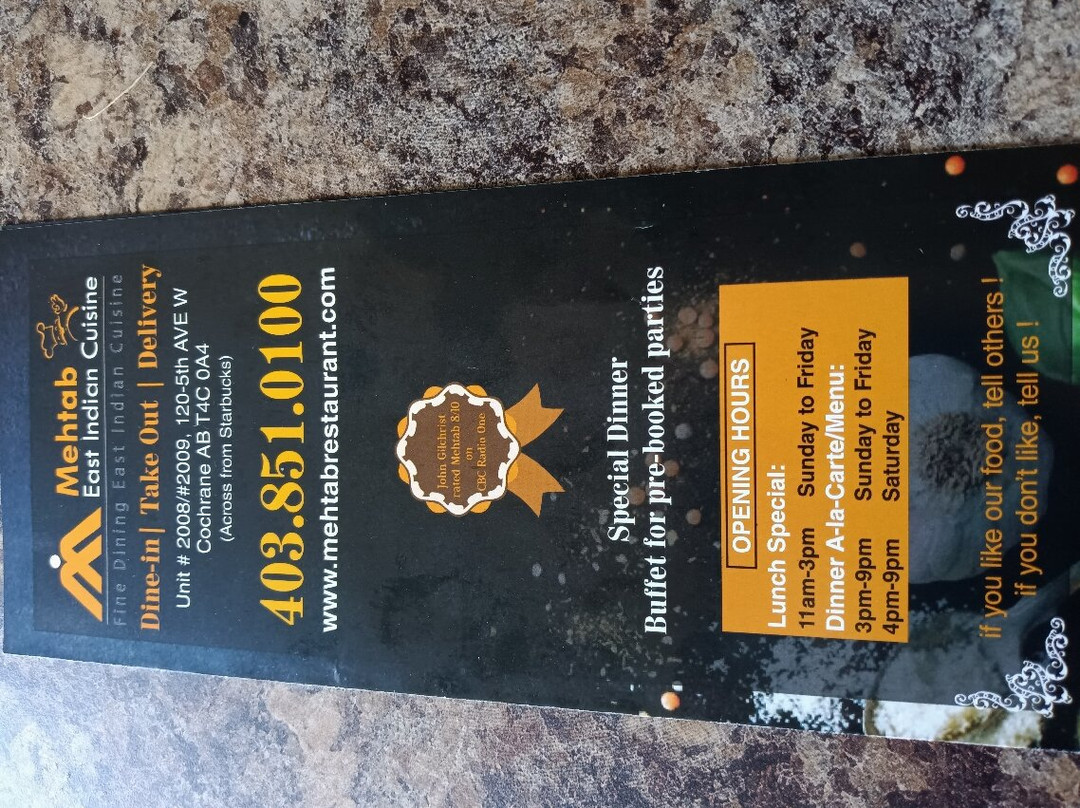 Mehtab
East Indian Cuisine
Fine Dining East Indian Cuisine
Dine-in | Take Out | Delivery
Unit # 2008/#2009, 120-5th AVE W
Cochrane AB T4C 0A4
(Across from Starbucks)
403.851.0100
www.mehtabrestaurant.com
John Gilchrist
rated Mehtab 8/10
on
CBC Radio One
Special Dinner
Buffet for pre-booked parties
OPENING HOURS
Lunch Special:
11am-3pm Sunday to Friday
Dinner A-la-Carte/Menu:
3pm-9pm Sunday to Friday
4pm-9pm Saturday
if you like our food, tell others !
if you don't like, tell us !